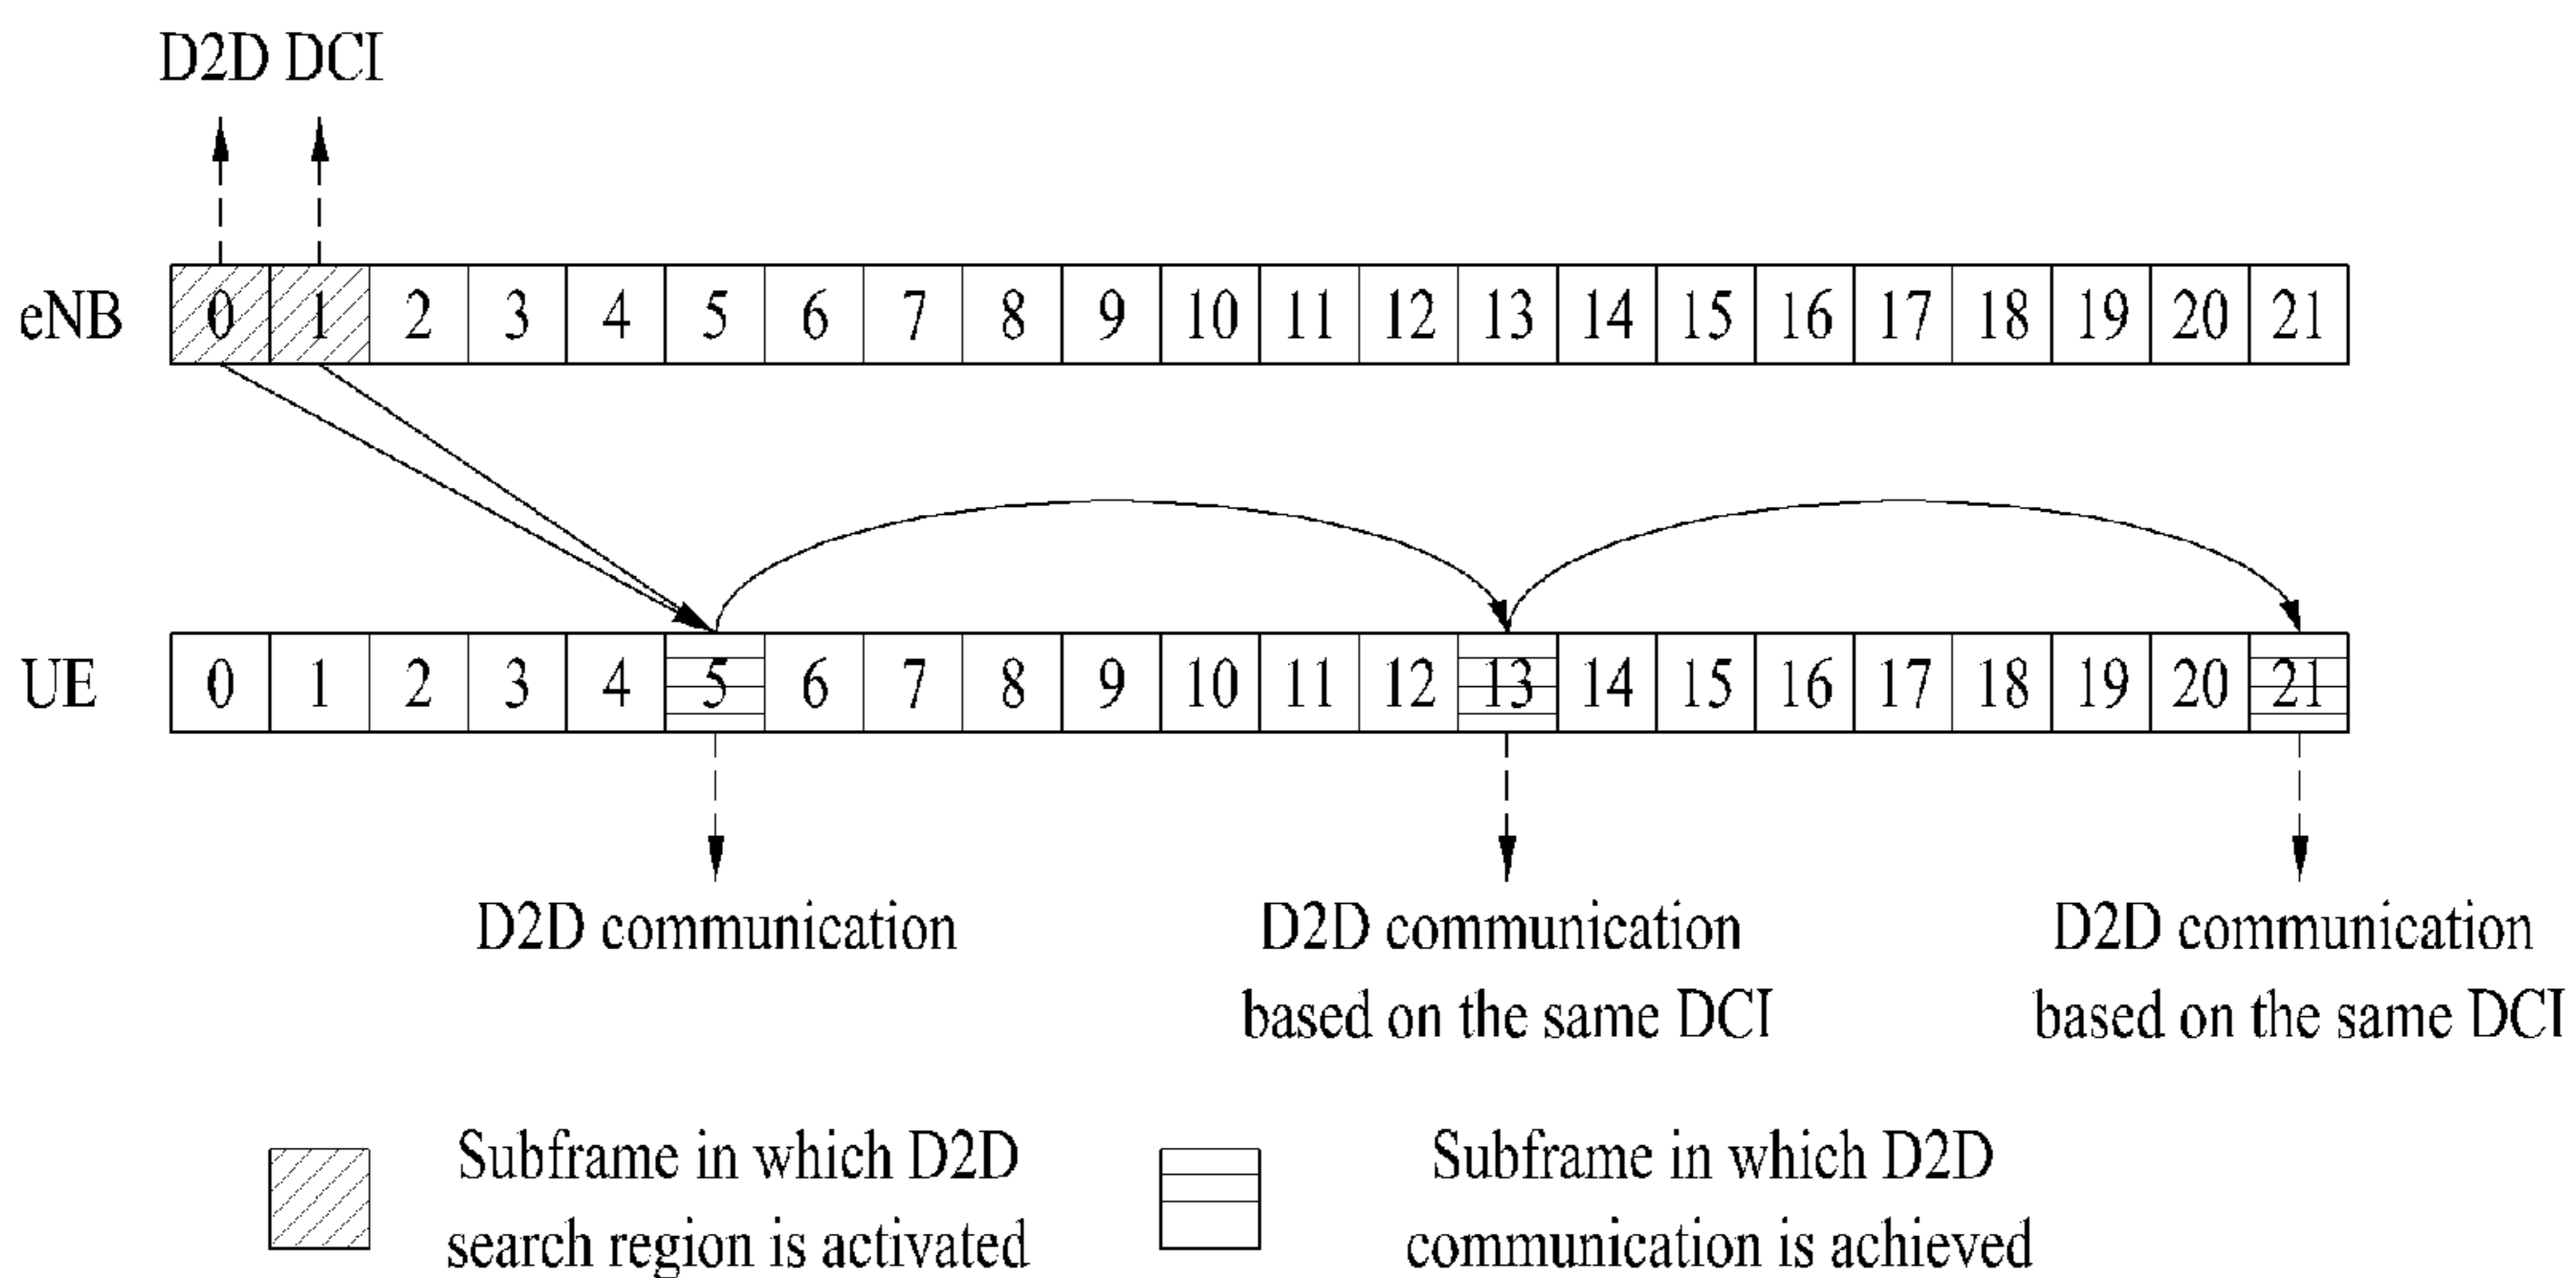 D2D DCI
eNB 0 1 2 3 4 5 6 7 8 9 10 11 12 13 14 15 16 17 18 19 20 21
UE 0 1 2 3 4 5 6 7 8 9 10 11 12 13 14 15 16 17 18 19 20 21
D2D communication
D2D communication
based on the same DCI
D2D communication
based on the same DCI
Subframe in which D2D
search region is activated
Subframe in which D2D
communication is achieved